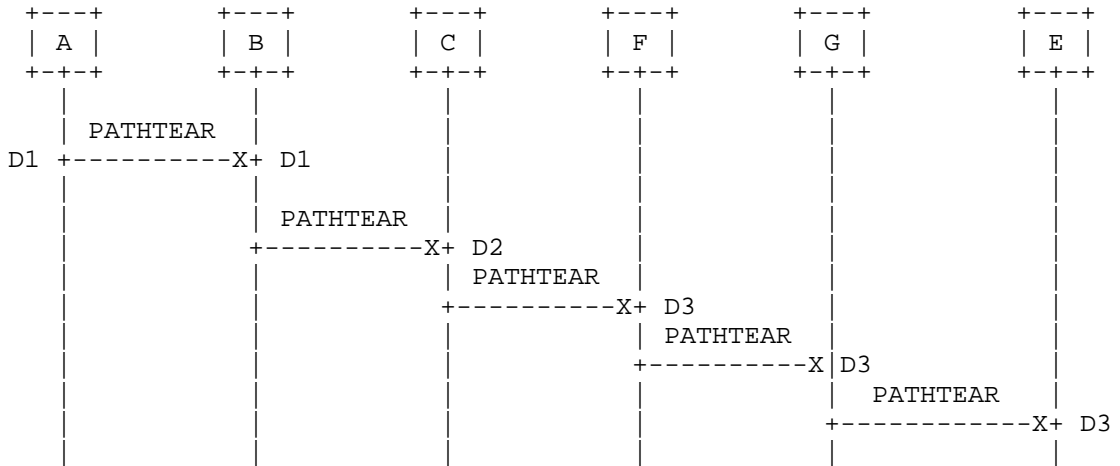 A B C F G E
PATHTEAR
D1 D1
PATHTEAR
D2
PATHTEAR
D3
PATHTEAR
D3
PATHTEAR
D3